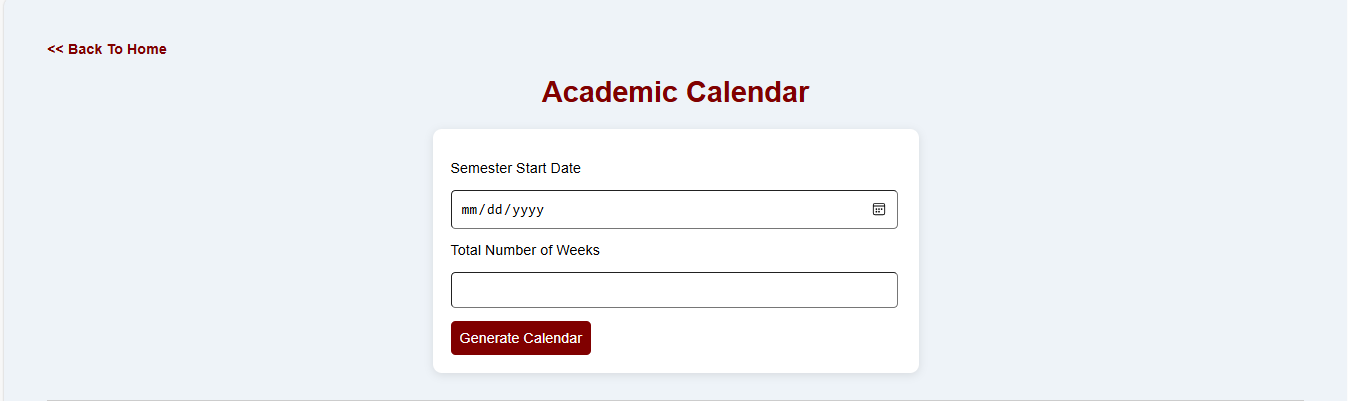 << Back To Home
Academic Calendar
Semester Start Date
mm/dd/yyyy
Total Number of Weeks
Generate Calendar